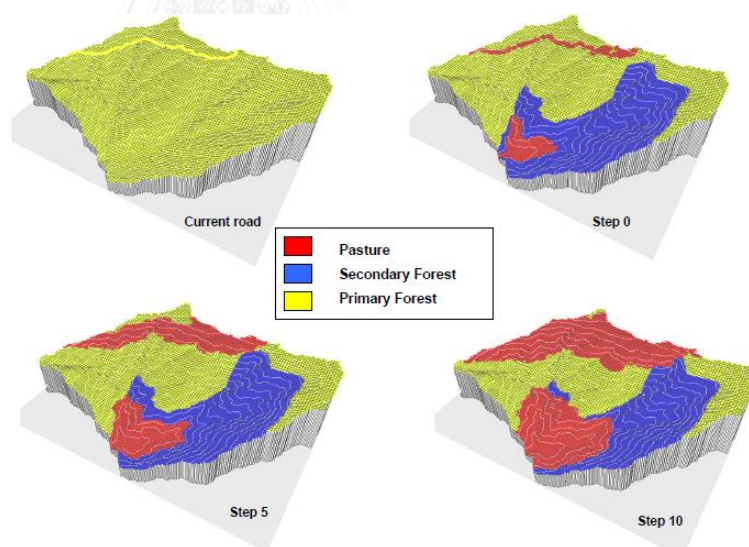 Current road
Step 0
Pasture
Secondary Forest
Primary Forest
Step 5
Step 10